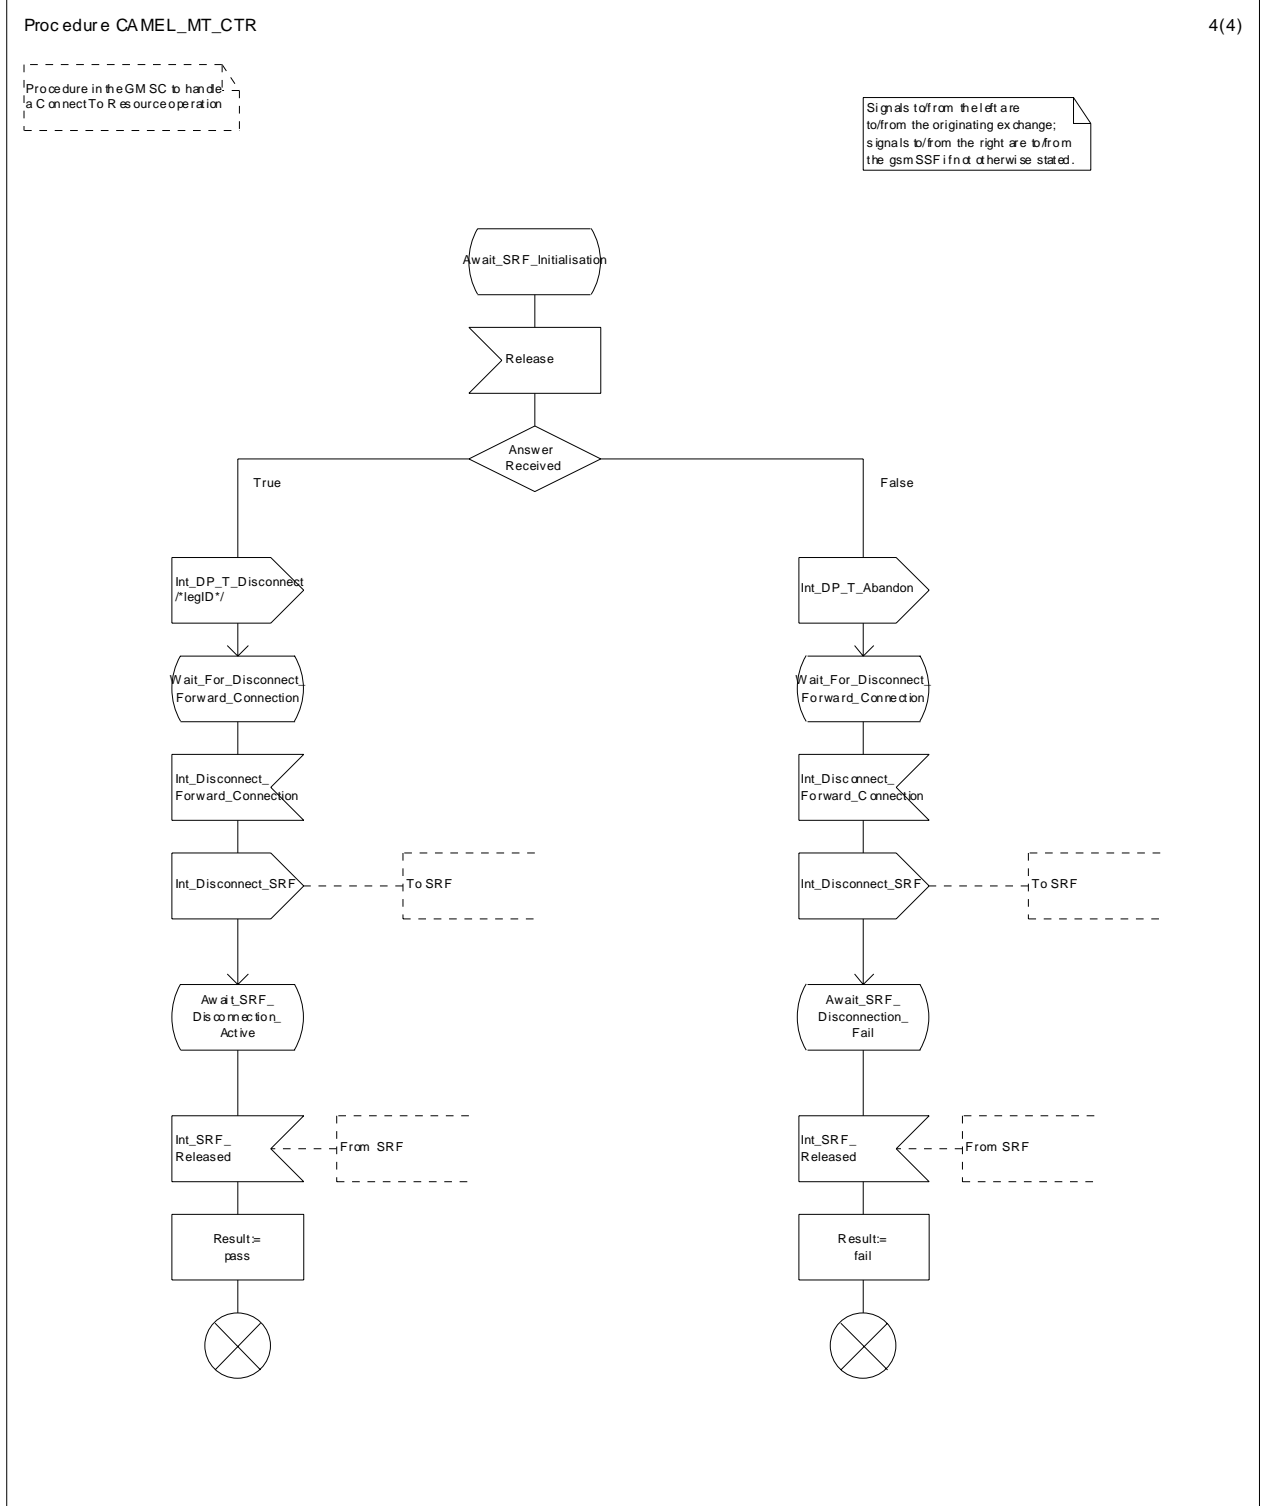 Procedure CAMEL_MT_CTR
4(4)
Procedure in the GMSC to handle
a Connect To Resource operation
Signals to/from the left are
to/from the originating exchange;
signals to/from the right are to/from
the gsmSSF if not otherwise stated.
Await_SRF_Initialisation
Release
Answer
Received
True
False
Int_DP_T_Disconnect
/*legID*/
Int_DP_T_Abandon
Wait_For_Disconnect_
Forward_Connection
Wait_For_Disconnect_
Forward_Connection
Int_Disconnect_
Forward_Connection
Int_Disconnect_
Forward_Connection
Int_Disconnect_SRF
To SRF
Int_Disconnect_SRF
To SRF
Await_SRF_
Disconnection_
Active
Await_SRF_
Disconnection_
Fail
Int_SRF_
Released
From SRF
Int_SRF_
Released
From SRF
Result:=
pass
Result:=
fail